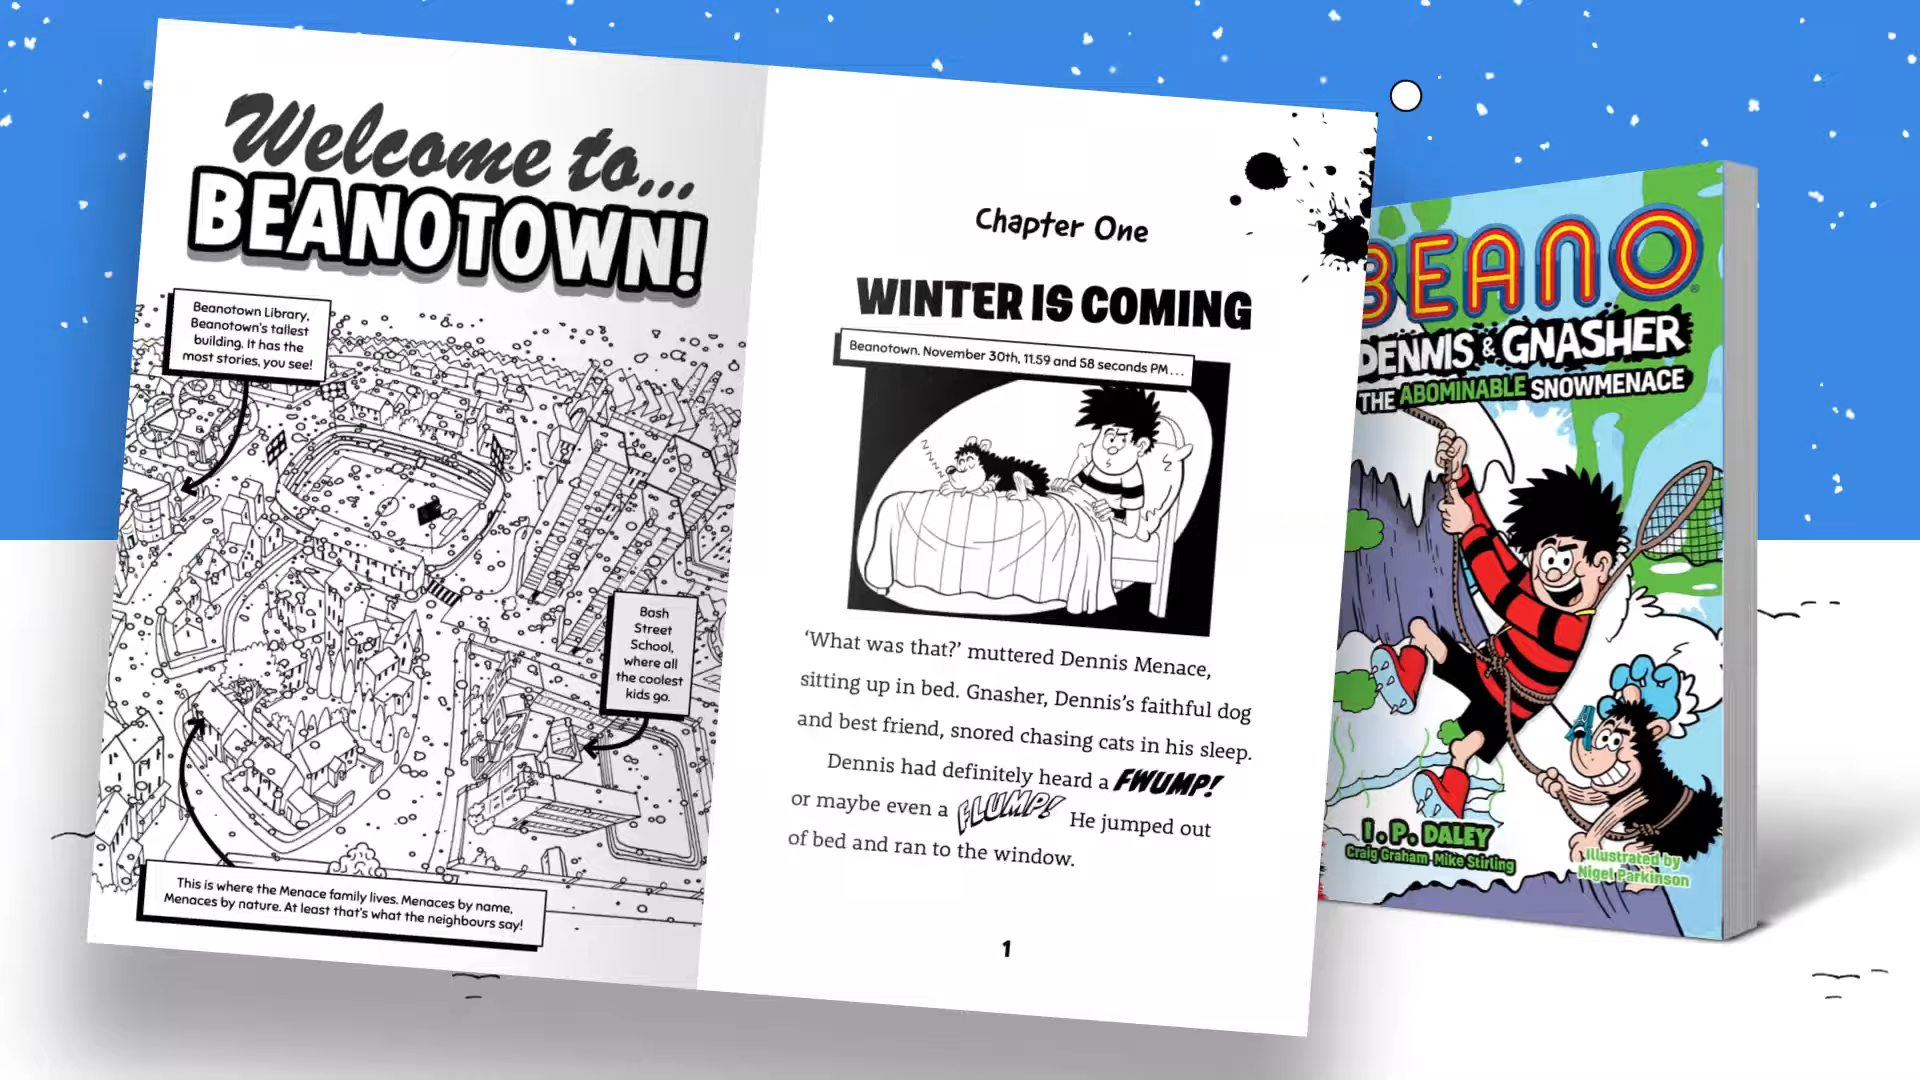 Welcome to...
BEANOTOWN!
Beanotown Library,
Beanotown's tallest
building. It has the
most stories, you see!
Bash
Street
School,
where all
the coolest
kids go.
This is where the Menace family lives. Menaces by name,
Menaces by nature. At least that's what the neighbours say!
Chapter One
WINTER IS COMING
Beanotown. November 30th, 11.59 and 58 seconds PM...
‘What was that?’ muttered Dennis Menace,
sitting up in bed. Gnasher, Dennis's faithful dog
and best friend, snored chasing cats in his sleep.
Dennis had definitely heard a FWUMP!
or maybe even a FLUMP! He jumped out
of bed and ran to the window.
1
BEANO
DENNIS & GNASHER
THE ABOMINABLE SNOWMENACE
I.P. DALEY
Craig Graham Mike Stirling
Illustrated by
Nigel Parkinson